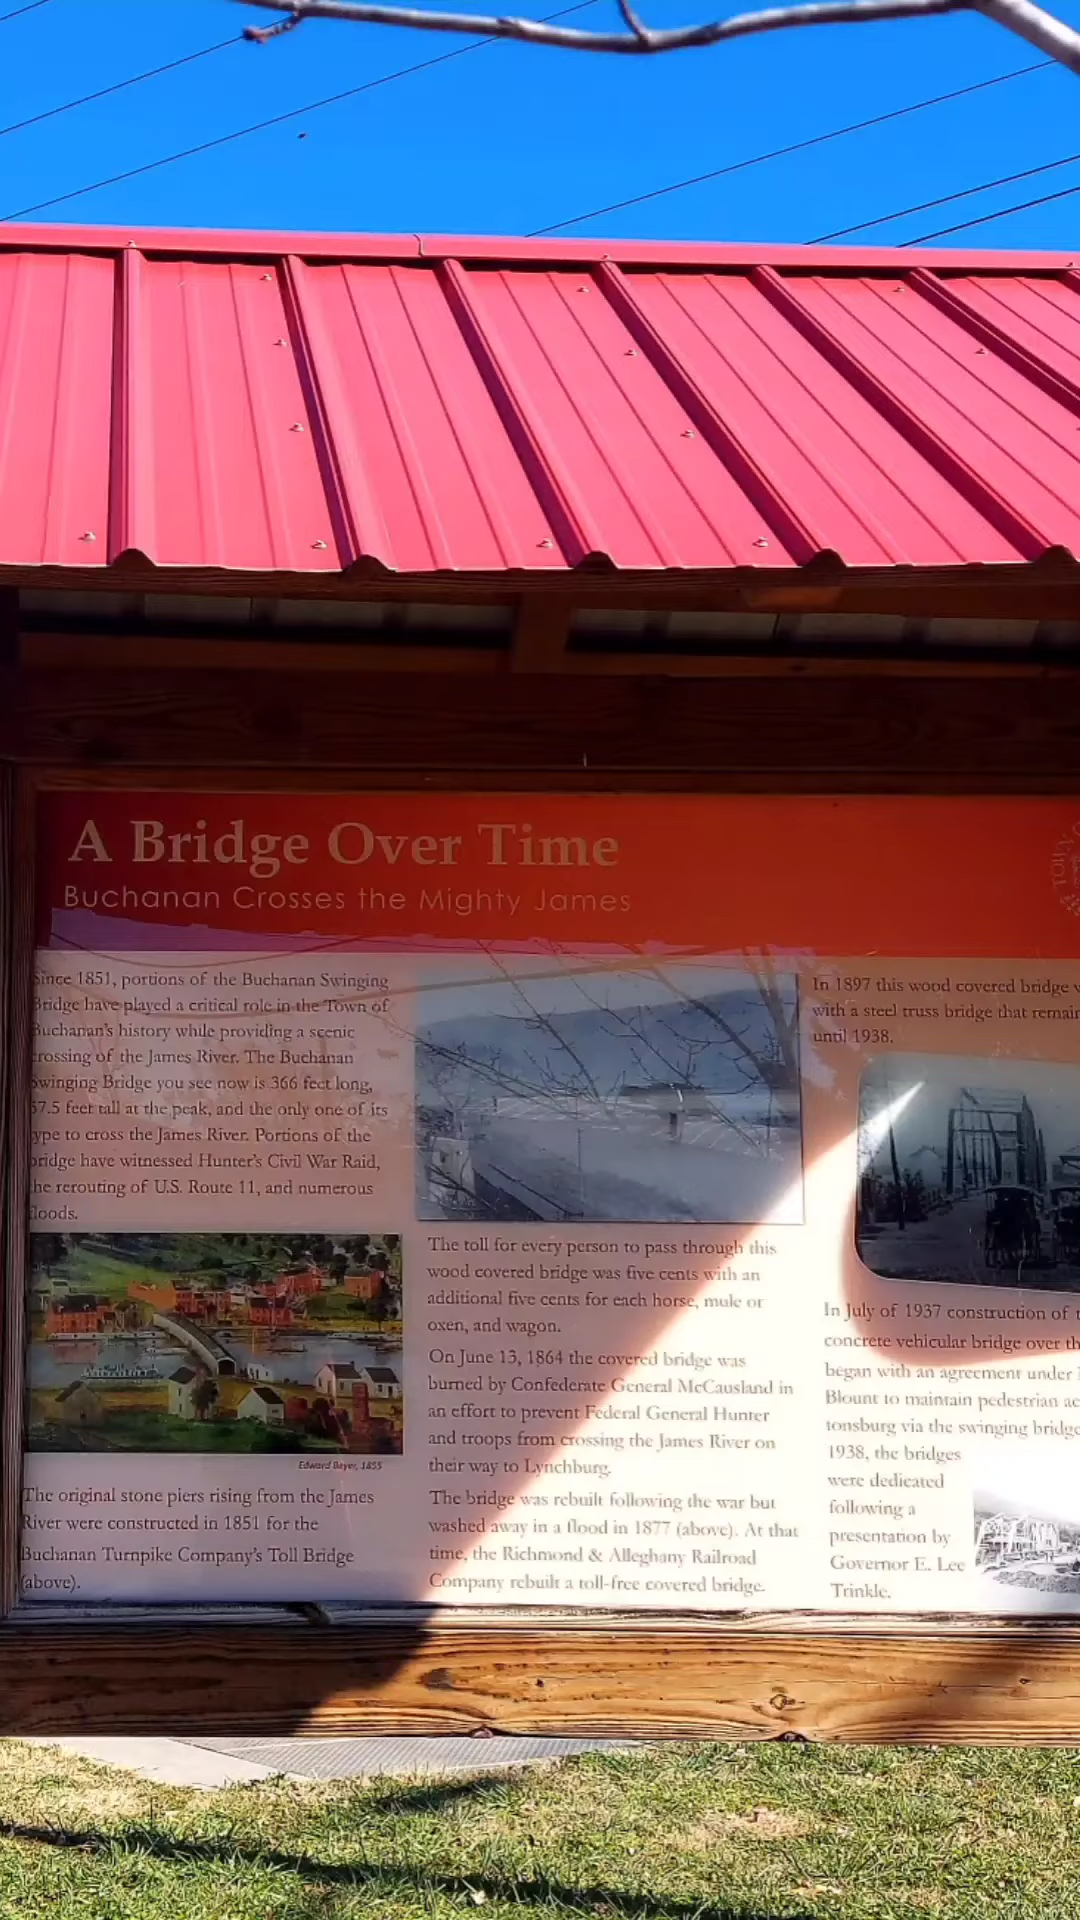 A Bridge Over Time
Buchanan Crosses the Mighty James
TOWN
Since 1851, portions of the Buchanan Swinging
Bridge have played a critical role in the Town of
Buchanan's history while providing a scenic
crossing of the James River. The Buchanan
Swinging Bridge you see now is 366 feet long,
57.5 feet tall at the peak, and the only one of its
type to cross the James River. Portions of the
bridge have witnessed Hunter's Civil War Raid,
the rerouting of U.S. Route 11, and numerous
floods.
Edward Beyer, 1855
The original stone piers rising from the James
River were constructed in 1851 for the
Buchanan Turnpike Company's Toll Bridge
(above).
The toll for every person to pass through this
wood covered bridge was five cents with an
additional five cents for each horse, mule or
oxen, and wagon.
On June 13, 1864 the covered bridge was
burned by Confederate General McCausland in
an effort to prevent Federal General Hunter
and troops from crossing the James River on
their way to Lynchburg.
The bridge was rebuilt following the war but
washed away in a flood in 1877 (above). At that
time, the Richmond & Alleghany Railroad
Company rebuilt a toll-free covered bridge.
In 1897 this wood covered bridge
with a steel truss bridge that remain
until 1938.
In July of 1937 construction of
concrete vehicular bridge over th
began with an agreement under
Blount to maintain pedestrian ac
tonsburg via the swinging bridge
1938, the bridges
were dedicated
following a
presentation by
Governor E. Lee
Trinkle.